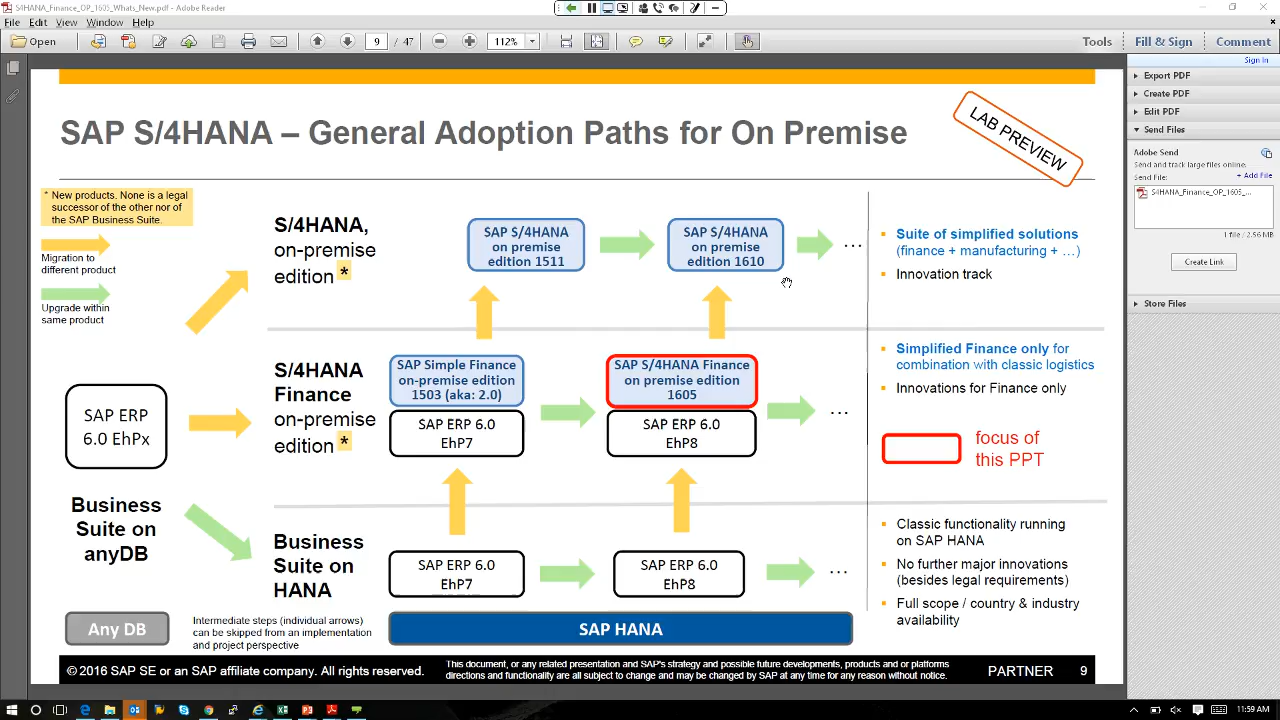 S4HANA_Finance_OP_1605_Whats_New.pdf - Adobe Reader
File Edit View Window Help
Open
9 / 47
112%
Tools
Fill & Sign
Comment
Sign In
Export PDF
Create PDF
Edit PDF
Send Files
Adobe Send
Send and track large files online.
Send File:
+ Add File
S4HANA_Finance_OP_1605_...
1 file / 2.56 MB
Create Link
Store Files
SAP S/4HANA – General Adoption Paths for On Premise
LAB PREVIEW
* New products. None is a legal
successor of the other nor of
the SAP Business Suite.
Migration to
different product
Upgrade within
same product
S/4HANA,
on-premise
edition *
SAP S/4HANA
on premise
edition 1511
SAP S/4HANA
on premise
edition 1610
...
▪ Suite of simplified solutions
(finance + manufacturing + …)
▪ Innovation track
SAP ERP
6.0 EhPx
S/4HANA
Finance
on-premise
edition *
SAP Simple Finance
on-premise edition
1503 (aka: 2.0)
SAP ERP 6.0
EhP7
SAP S/4HANA Finance
on premise edition
1605
SAP ERP 6.0
EhP8
...
▪ Simplified Finance only for
combination with classic logistics
▪ Innovations for Finance only
focus of
this PPT
Business
Suite on
anyDB
Business
Suite on
HANA
SAP ERP 6.0
EhP7
SAP ERP 6.0
EhP8
...
▪ Classic functionality running
on SAP HANA
▪ No further major innovations
(besides legal requirements)
▪ Full scope / country & industry
availability
Any DB
Intermediate steps (individual arrows)
can be skipped from an implementation
and project perspective
SAP HANA
© 2016 SAP SE or an SAP affiliate company. All rights reserved.
This document, or any related presentation and SAP's strategy and possible future developments, products and or platforms
directions and functionality are all subject to change and may be changed by SAP at any time for any reason without notice.
PARTNER
9
11:59 AM